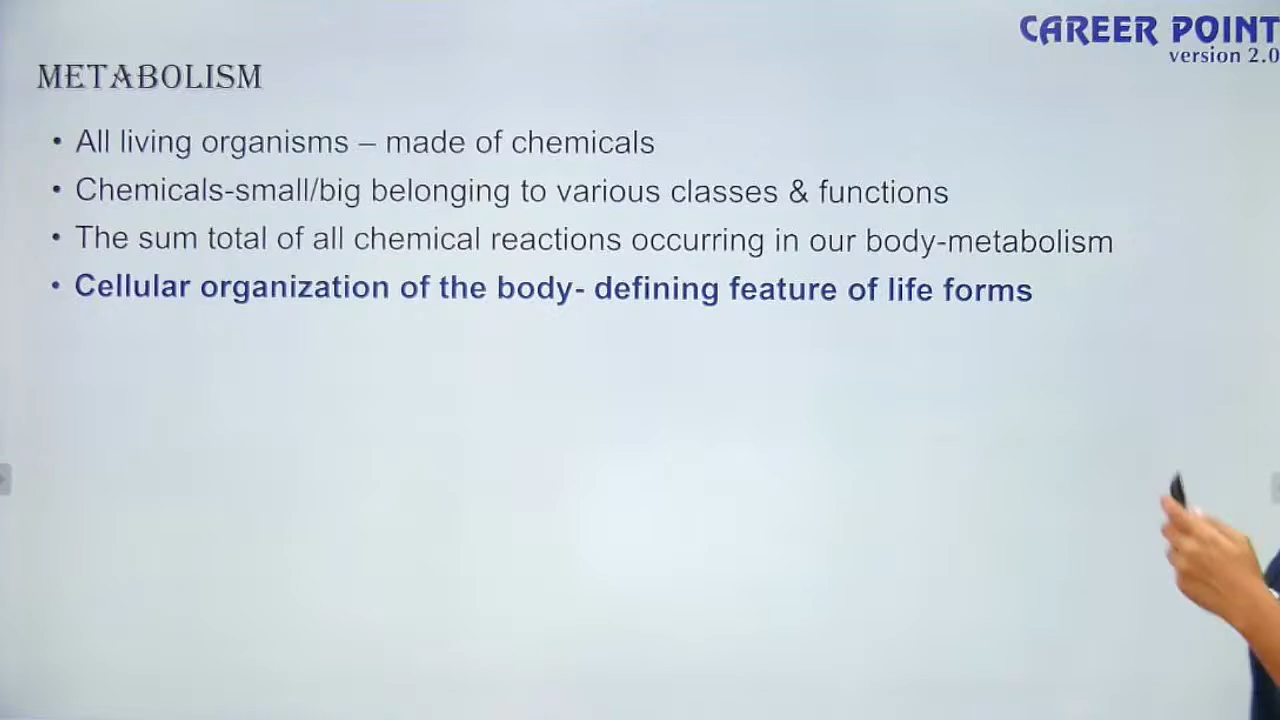 CAREER POINT
version 2.0
METABOLISM
• All living organisms – made of chemicals
• Chemicals-small/big belonging to various classes & functions
• The sum total of all chemical reactions occurring in our body-metabolism
• Cellular organization of the body- defining feature of life forms